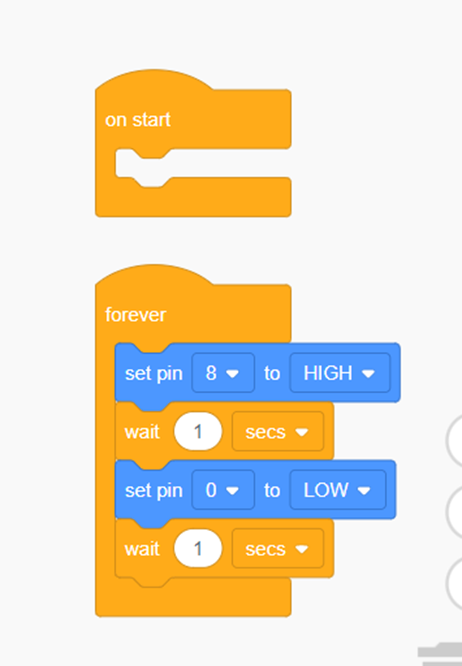 on start
forever
set pin 8 to HIGH
wait 1 secs
set pin 0 to LOW
wait 1 secs